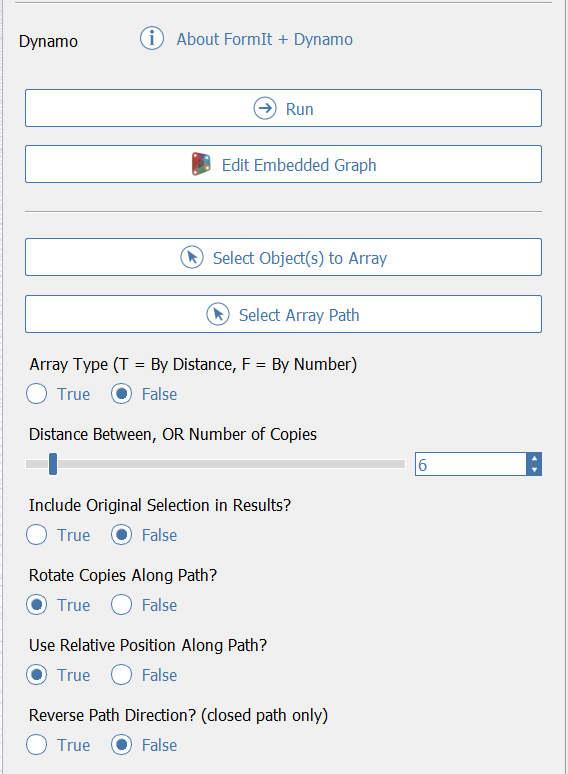 Dynamo
About FormIt + Dynamo
Run
Edit Embedded Graph
Select Object(s) to Array
Select Array Path
Array Type (T = By Distance, F = By Number)
True False
Distance Between, OR Number of Copies
6
Include Original Selection in Results?
True False
Rotate Copies Along Path?
True False
Use Relative Position Along Path?
True False
Reverse Path Direction? (closed path only)
True False